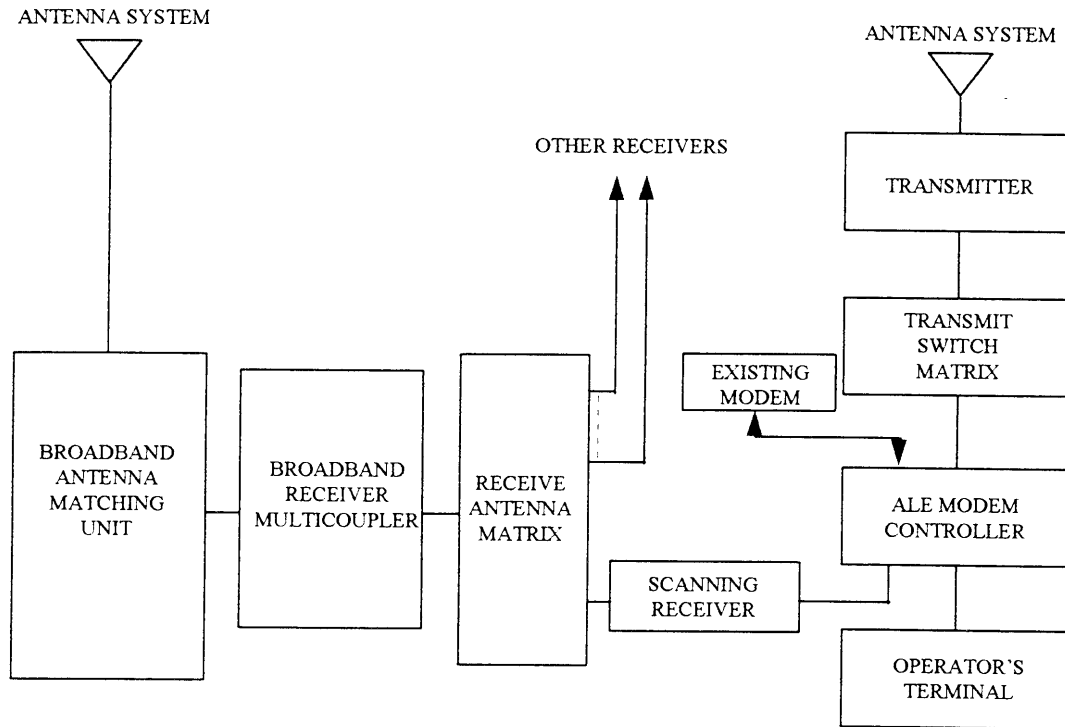 ANTENNA SYSTEM
ANTENNA SYSTEM
OTHER RECEIVERS
TRANSMITTER
TRANSMIT
SWITCH
MATRIX
EXISTING
MODEM
BROADBAND
ANTENNA
MATCHING
UNIT
BROADBAND
RECEIVER
MULTICOUPLER
RECEIVE
ANTENNA
MATRIX
ALE MODEM
CONTROLLER
SCANNING
RECEIVER
OPERATOR'S
TERMINAL